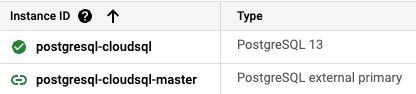 Instance ID ? ↑ Type
postgresql-cloudsql PostgreSQL 13
postgresql-cloudsql-master PostgreSQL external primary